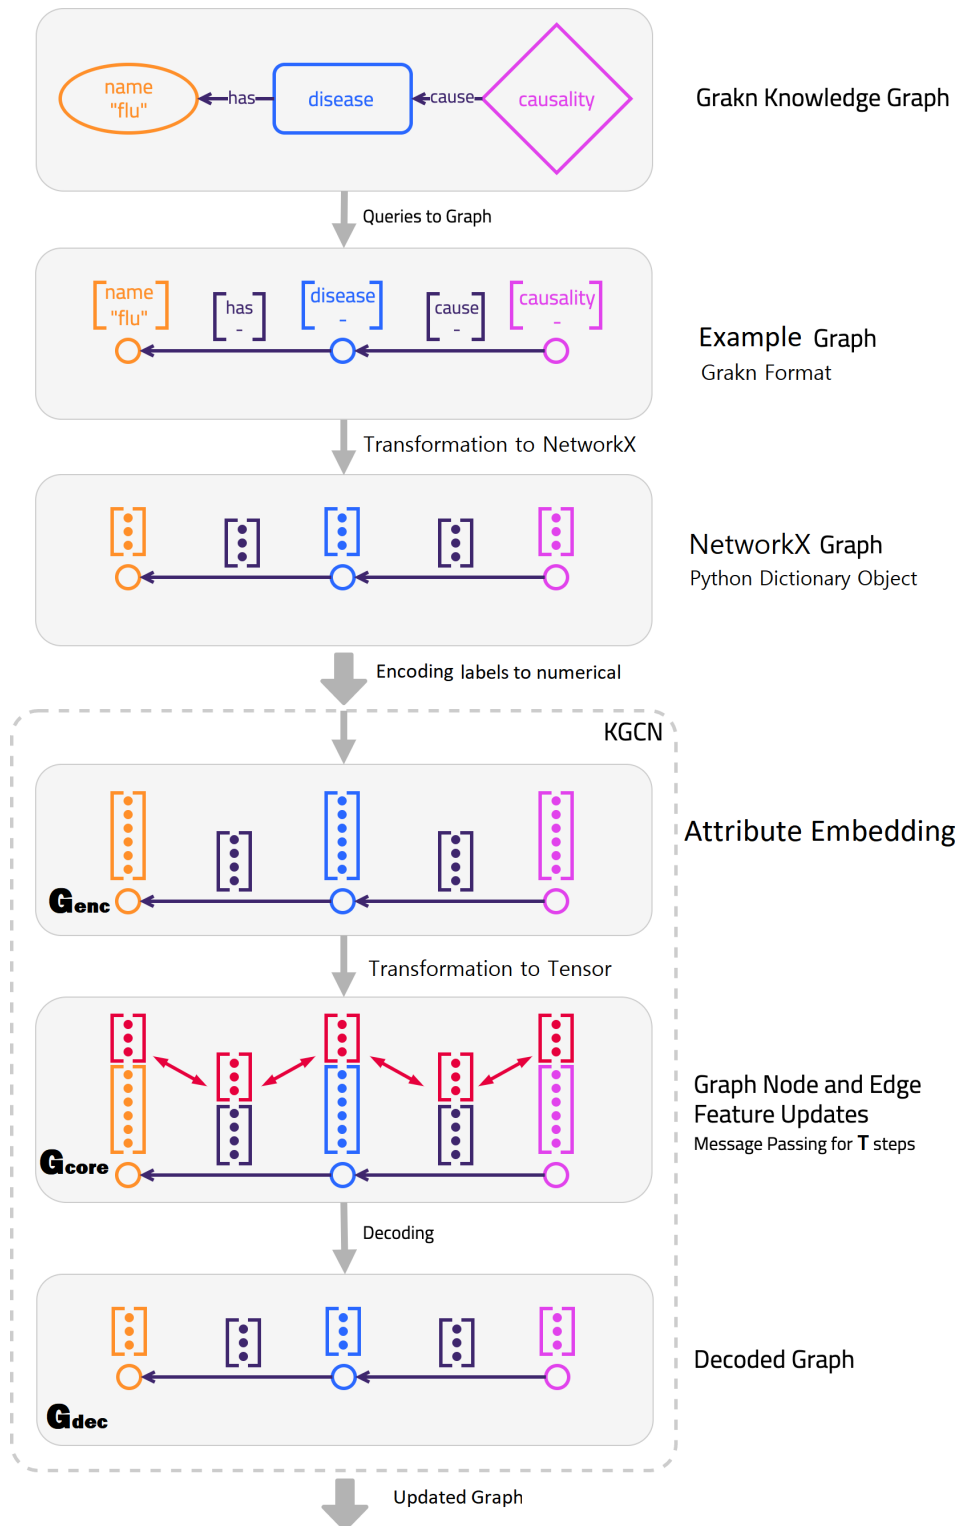 name
"flu"
has
disease
cause
causality
Grakn Knowledge Graph
Queries to Graph
name
"flu"
has
-
disease
-
cause
-
causality
-
Example Graph
Grakn Format
Transformation to NetworkX
NetworkX Graph
Python Dictionary Object
Encoding labels to numerical
KGCN
Attribute Embedding
Genc
Transformation to Tensor
Graph Node and Edge
Feature Updates
Message Passing for T steps
Gcore
Decoding
Decoded Graph
Gdec
Updated Graph